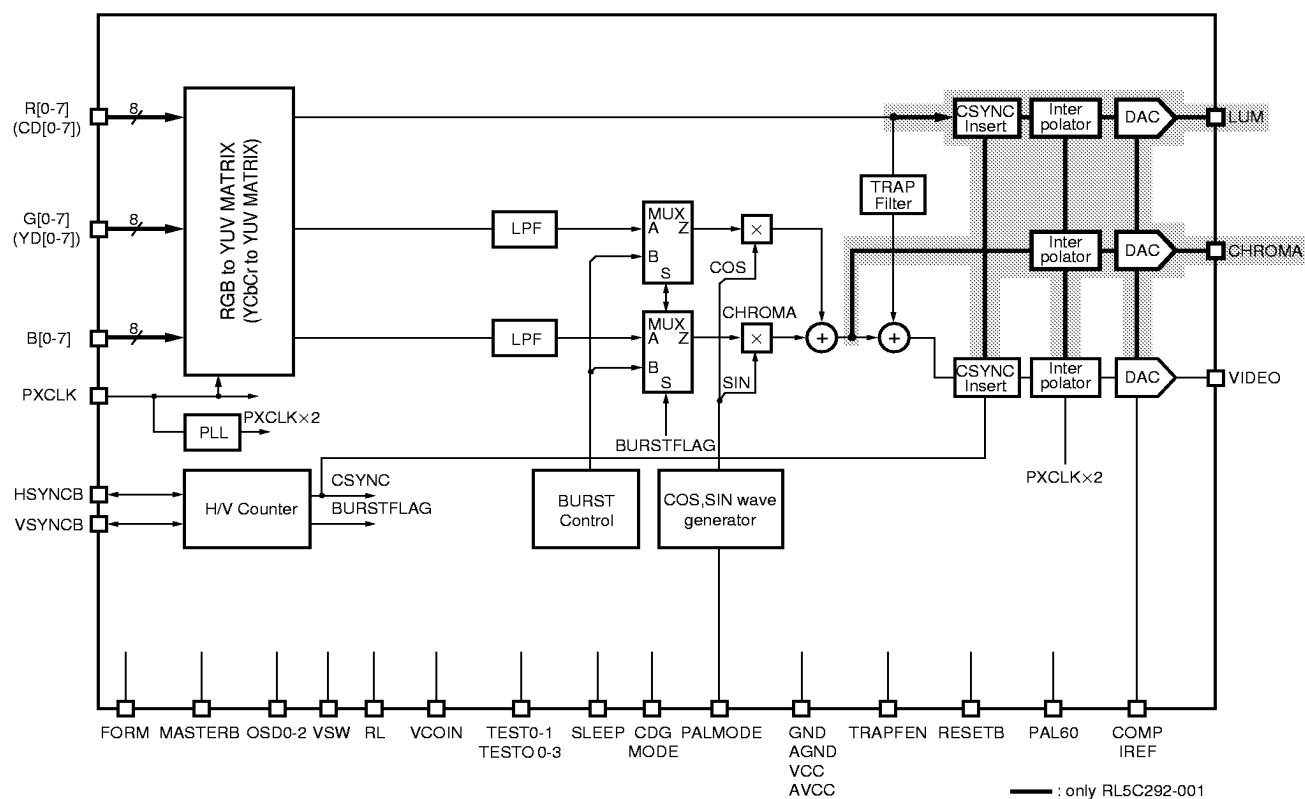 R[0-7]
(CD[0-7])
8
G[0-7]
(YD[0-7])
8
B[0-7]
8
PXCLK
RGB to YUV MATRIX
(YCbCr to YUV MATRIX)
PLL
PXCLK×2
HSYNCB
VSYNCB
H/V Counter
CSYNC
BURSTFLAG
LPF
LPF
MUX
A
Z
B
S
MUX
A
Z
B
S
BURSTFLAG
×
COS
CHROMA
×
SIN
+
+
TRAP
Filter
BURST
Control
COS,SIN wave
generator
CSYNC
Insert
Inter
polator
DAC
LUM
Inter
polator
DAC
CHROMA
CSYNC
Insert
Inter
polator
DAC
VIDEO
PXCLK×2
FORM
MASTERB
OSD0-2
VSW
RL
VCOIN
TEST0-1
TESTO 0-3
SLEEP
CDG
MODE
PALMODE
GND
AGND
VCC
AVCC
TRAPFEN
RESETB
PAL60
COMP
IREF
: only RL5C292-001